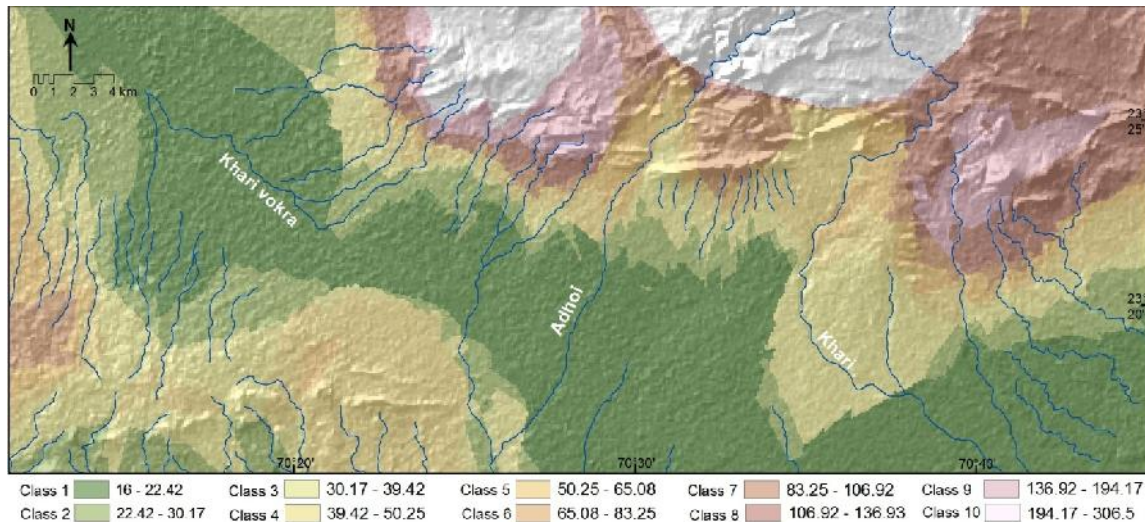 N
0 1 2 3 4 km
Khari vokra
Adhoi
Khari
23
25'
23
20'
70°20'
70°30'
70°40'
Class 1 16 - 22.42 Class 3 30.17 - 39.42 Class 5 50.25 - 65.08 Class 7 83.25 - 106.92 Class 9 136.92 - 194.17
Class 2 22.42 - 30.17 Class 4 39.42 - 50.25 Class 6 65.08 - 83.25 Class 8 106.92 - 136.93 Class 10 194.17 - 306.5